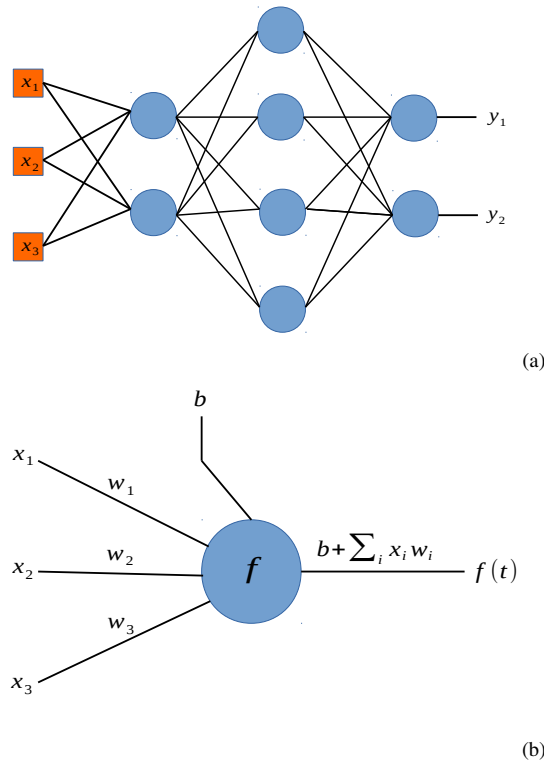 x₁
x₂
x₃
y₁
y₂
(a)
b
x₁
w₁
x₂
w₂
f
b+∑ᵢ xᵢ wᵢ
f (t)
w₃
x₃
(b)